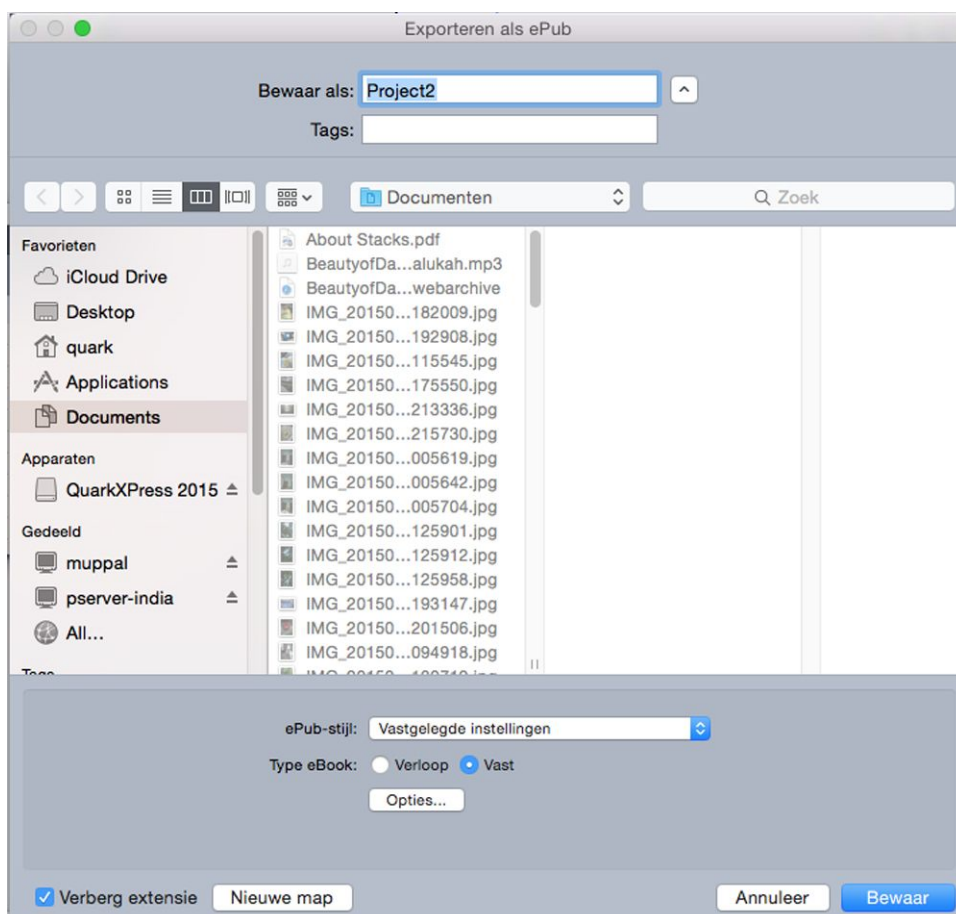 Exporteren als ePub
Bewaar als: Project2
Tags:
Documenten
Zoek
Favorieten
iCloud Drive
Desktop
quark
Applications
Documents
Apparaten
QuarkXPress 2015
Gedeeld
muppal
pserver-india
All...
Tags
About Stacks.pdf
BeautyofDa...alukah.mp3
BeautyofDa...webarchive
IMG_20150...182009.jpg
IMG_20150...192908.jpg
IMG_20150...115545.jpg
IMG_20150...175550.jpg
IMG_20150...213336.jpg
IMG_20150...215730.jpg
IMG_20150...005619.jpg
IMG_20150...005642.jpg
IMG_20150...005704.jpg
IMG_20150...125901.jpg
IMG_20150...125912.jpg
IMG_20150...125958.jpg
IMG_20150...193147.jpg
IMG_20150...201506.jpg
IMG_20150...094918.jpg
ePub-stijl: Vastgelegde instellingen
Type eBook: Verloop Vast
Opties...
Verberg extensie Nieuwe map Annuleer Bewaar